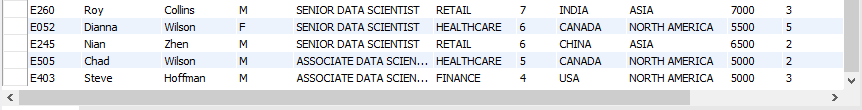 E260 Roy Collins M SENIOR DATA SCIENTIST RETAIL 7 INDIA ASIA 7000 3
E052 Dianna Wilson F SENIOR DATA SCIENTIST HEALTHCARE 6 CANADA NORTH AMERICA 5500 5
E245 Nian Zhen M SENIOR DATA SCIENTIST RETAIL 6 CHINA ASIA 6500 2
E505 Chad Wilson M ASSOCIATE DATA SCIEN... HEALTHCARE 5 CANADA NORTH AMERICA 5000 2
E403 Steve Hoffman M ASSOCIATE DATA SCIEN... FINANCE 4 USA NORTH AMERICA 5000 3